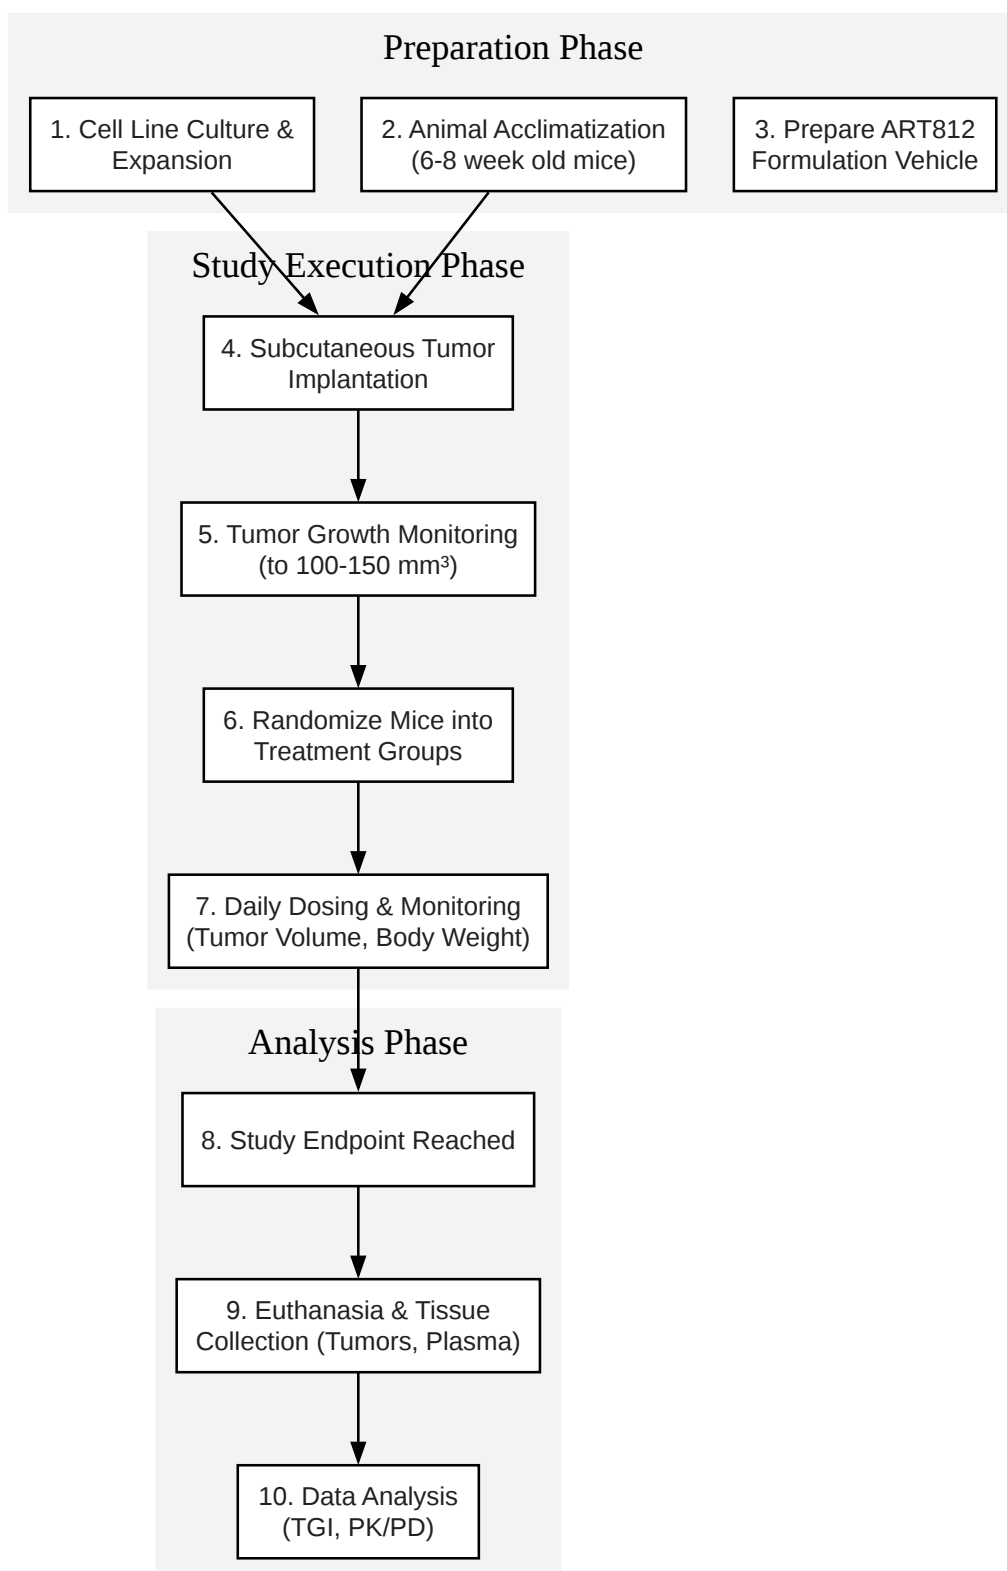 Preparation Phase
1. Cell Line Culture &
Expansion
2. Animal Acclimatization
(6-8 week old mice)
3. Prepare ART812
Formulation Vehicle
Study Execution Phase
4. Subcutaneous Tumor
Implantation
5. Tumor Growth Monitoring
(to 100-150 mm³)
6. Randomize Mice into
Treatment Groups
7. Daily Dosing & Monitoring
(Tumor Volume, Body Weight)
Analysis Phase
8. Study Endpoint Reached
9. Euthanasia & Tissue
Collection (Tumors, Plasma)
10. Data Analysis
(TGI, PK/PD)